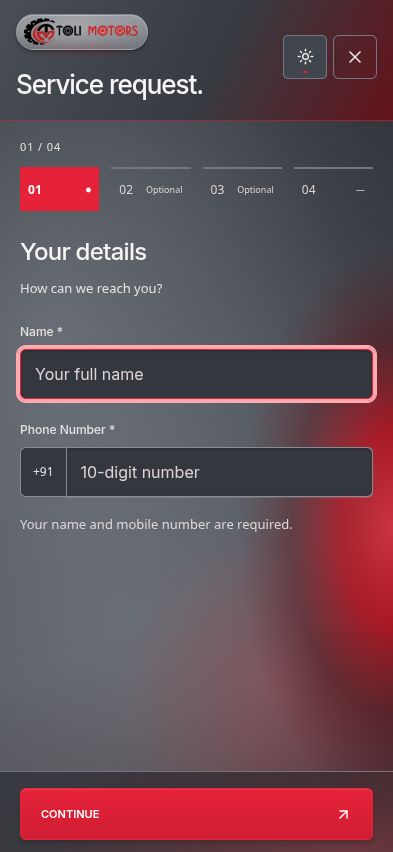 TOLI MOTORS
Service request.
01 / 04
01 02 Optional 03 Optional 04 —
Your details
How can we reach you?
Name *
Your full name
Phone Number *
+91 10-digit number
Your name and mobile number are required.
CONTINUE